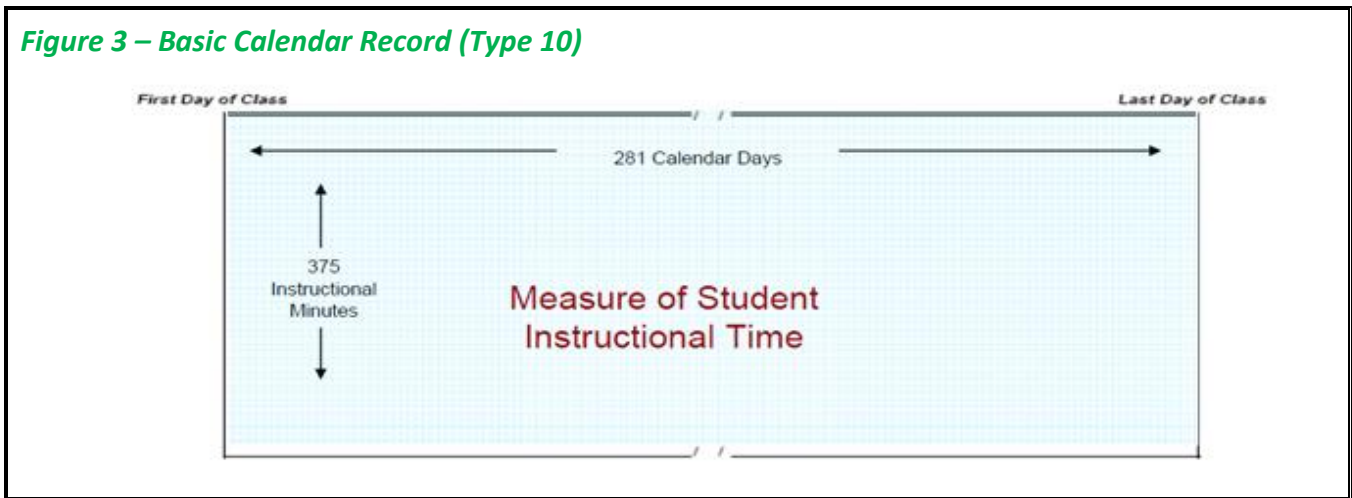 Figure 3 – Basic Calendar Record (Type 10)
First Day of Class
Last Day of Class
281 Calendar Days
375
Instructional
Minutes
Measure of Student
Instructional Time